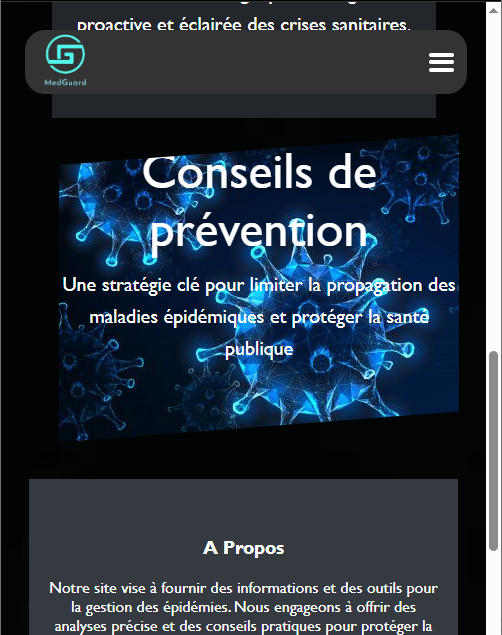 proactive et éclairée des crises sanitaires.
MedGuard
Conseils de
prévention
Une stratégie clé pour limiter la propagation des
maladies épidémiques et protéger la santé
publique
A Propos
Notre site vise à fournir des informations et des outils pour
la gestion des épidémies. Nous engageons à offrir des
analyses précise et des conseils pratiques pour protéger la